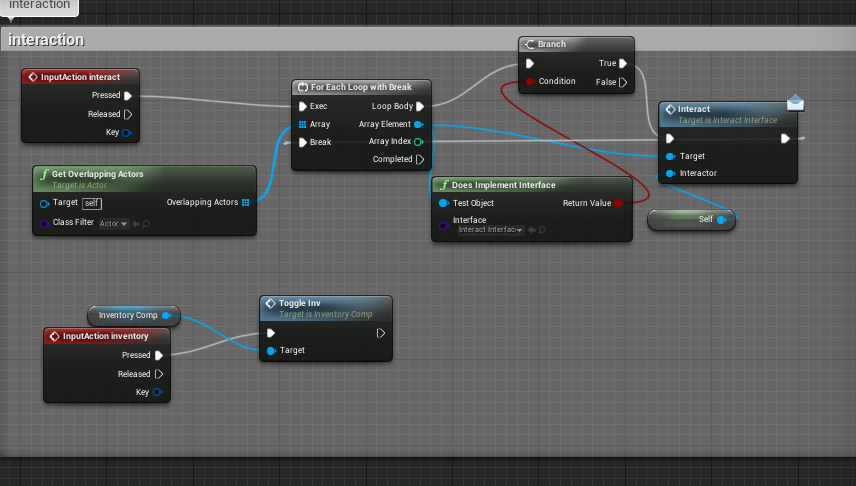 interaction
interaction
InputAction interact
Pressed
Released
Key
For Each Loop with Break
Exec
Loop Body
Array
Array Element
Break
Array Index
Completed
Branch
True
Condition
False
Interact
Target is Interact Interface
Target
Interactor
Get Overlapping Actors
Target is Actor
Target
self
Overlapping Actors
Class Filter
Actor
Does Implement Interface
Test Object
Return Value
Interface
Interact Interfac
Self
Inventory Comp
Toggle Inv
Target is Inventory Comp
Target
InputAction inventory
Pressed
Released
Key